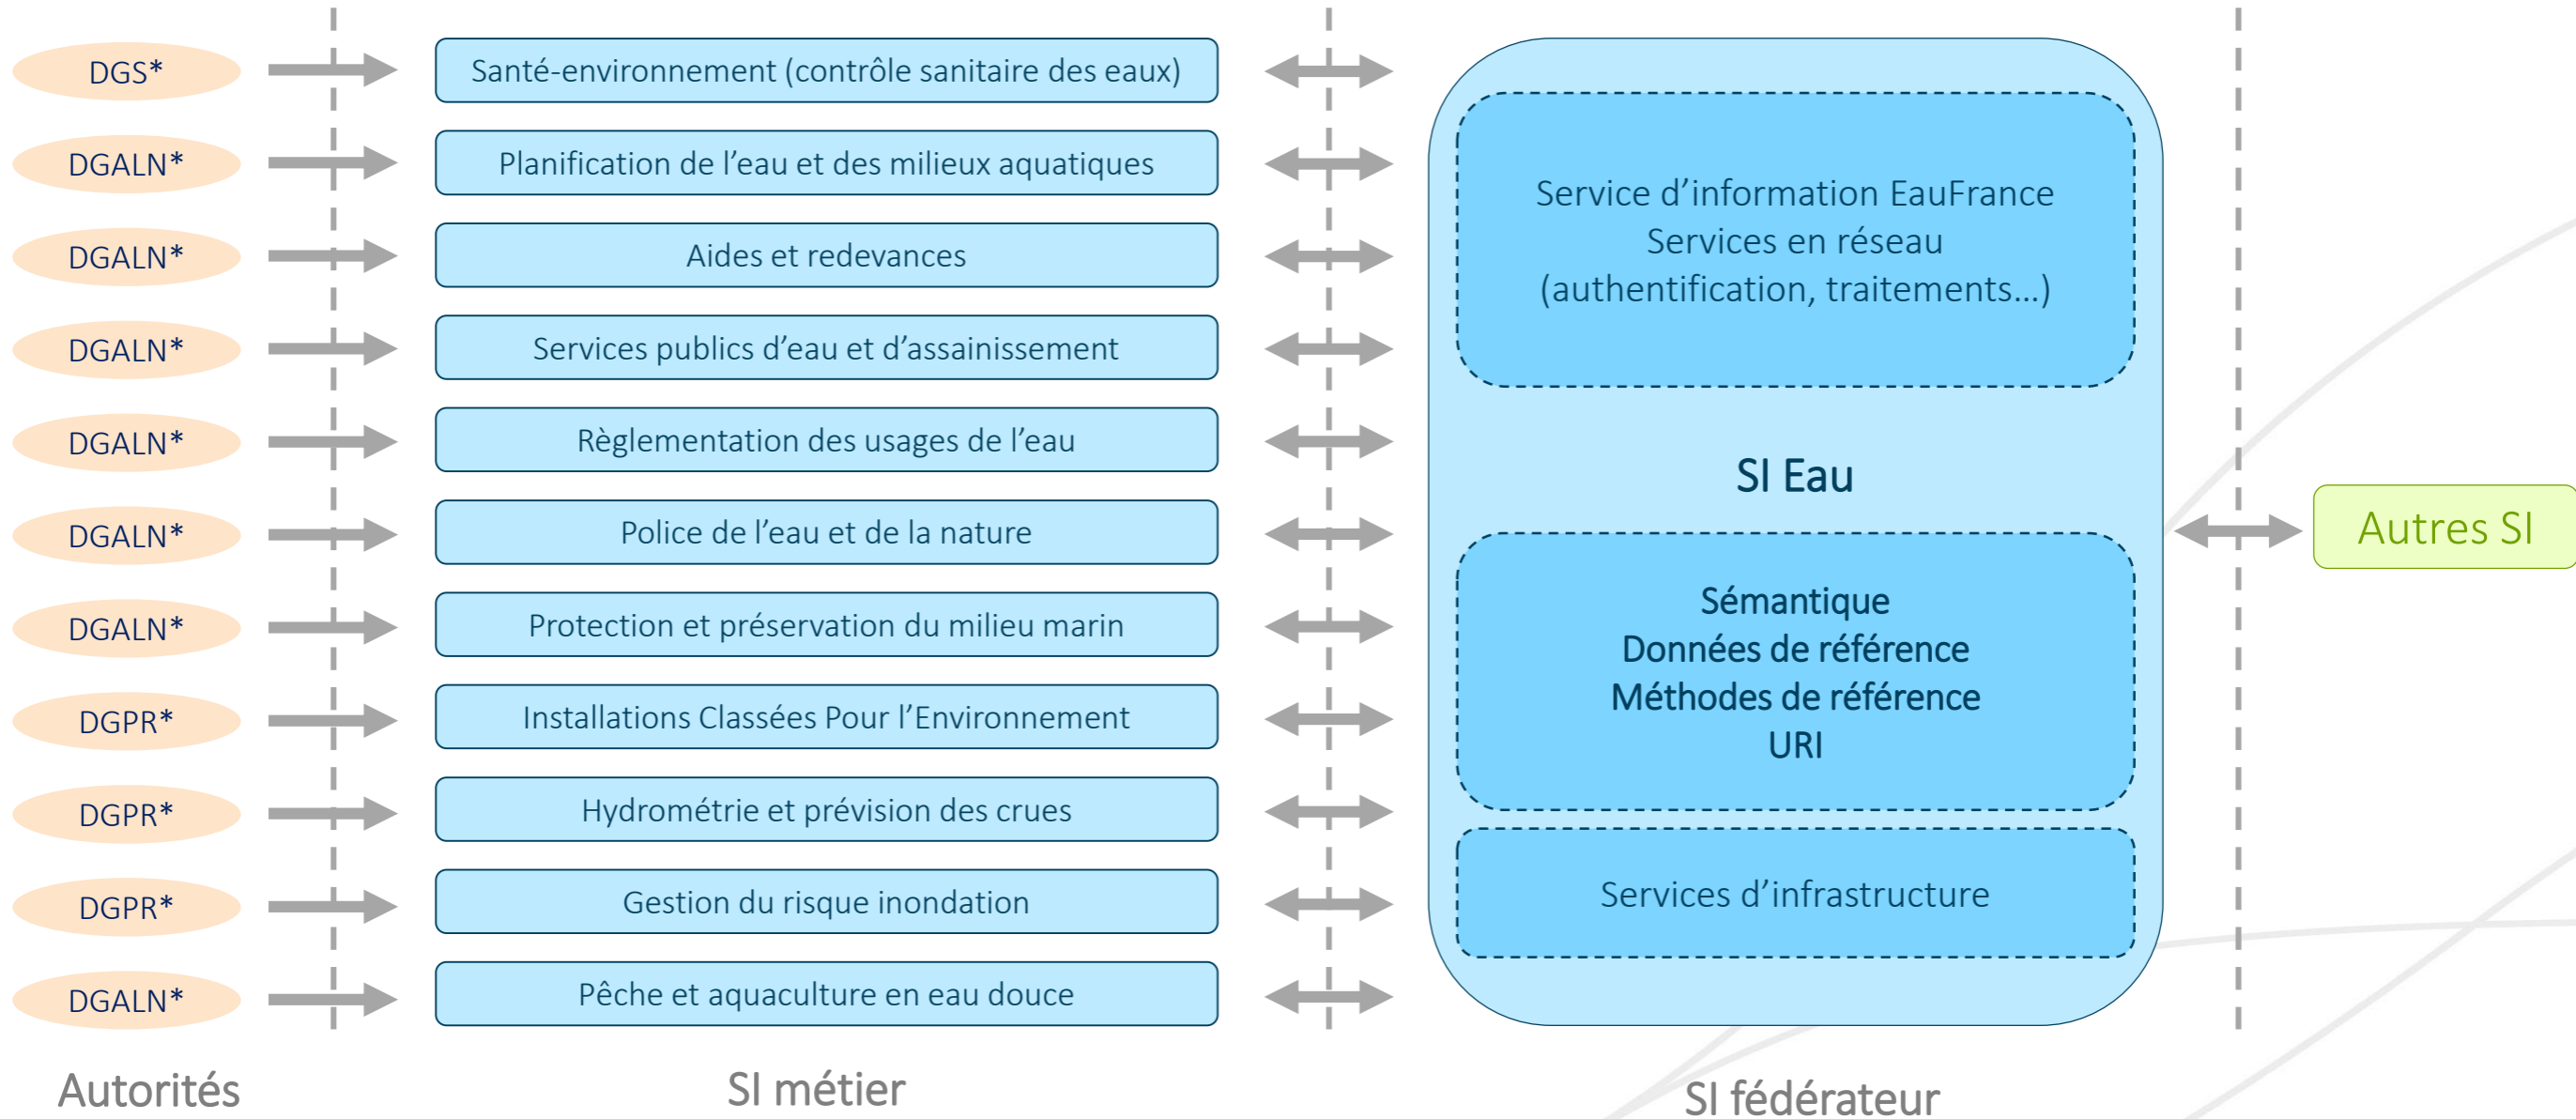 DGS*
Santé-environnement (contrôle sanitaire des eaux)
DGALN*
Planification de l’eau et des milieux aquatiques
DGALN*
Aides et redevances
DGALN*
Services publics d’eau et d’assainissement
DGALN*
Règlementation des usages de l’eau
DGALN*
Police de l’eau et de la nature
DGALN*
Protection et préservation du milieu marin
DGPR*
Installations Classées Pour l’Environnement
DGPR*
Hydrométrie et prévision des crues
DGPR*
Gestion du risque inondation
DGALN*
Pêche et aquaculture en eau douce
Service d’information EauFrance
Services en réseau
(authentification, traitements…)
SI Eau
Sémantique
Données de référence
Méthodes de référence
URI
Services d’infrastructure
Autres SI
Autorités
SI métier
SI fédérateur